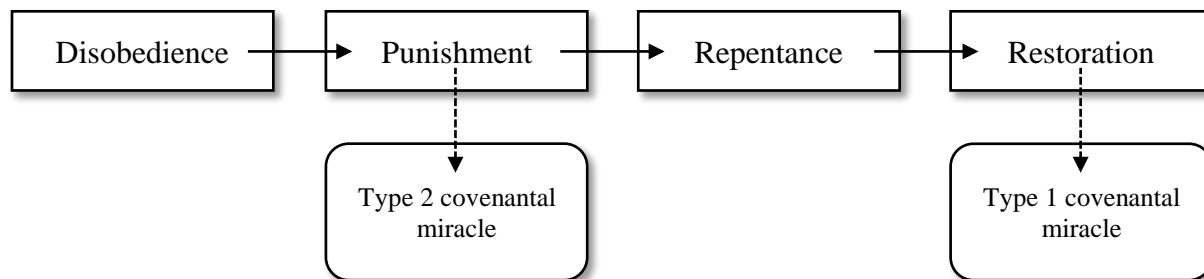 Disobedience
Punishment
Repentance
Restoration
Type 2 covenantal
miracle
Type 1 covenantal
miracle